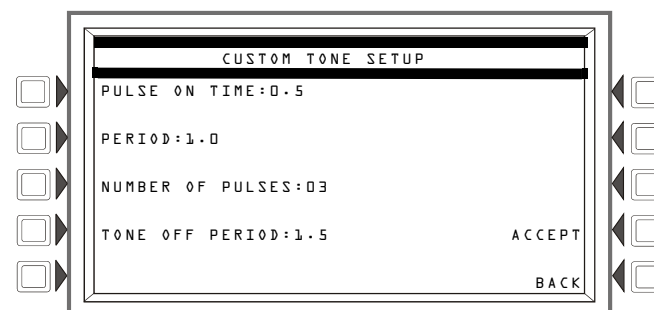 CUSTOM TONE SETUP
PULSE ON TIME:0.5
PERIOD:1.0
NUMBER OF PULSES:03
TONE OFF PERIOD:1.5
ACCEPT
BACK